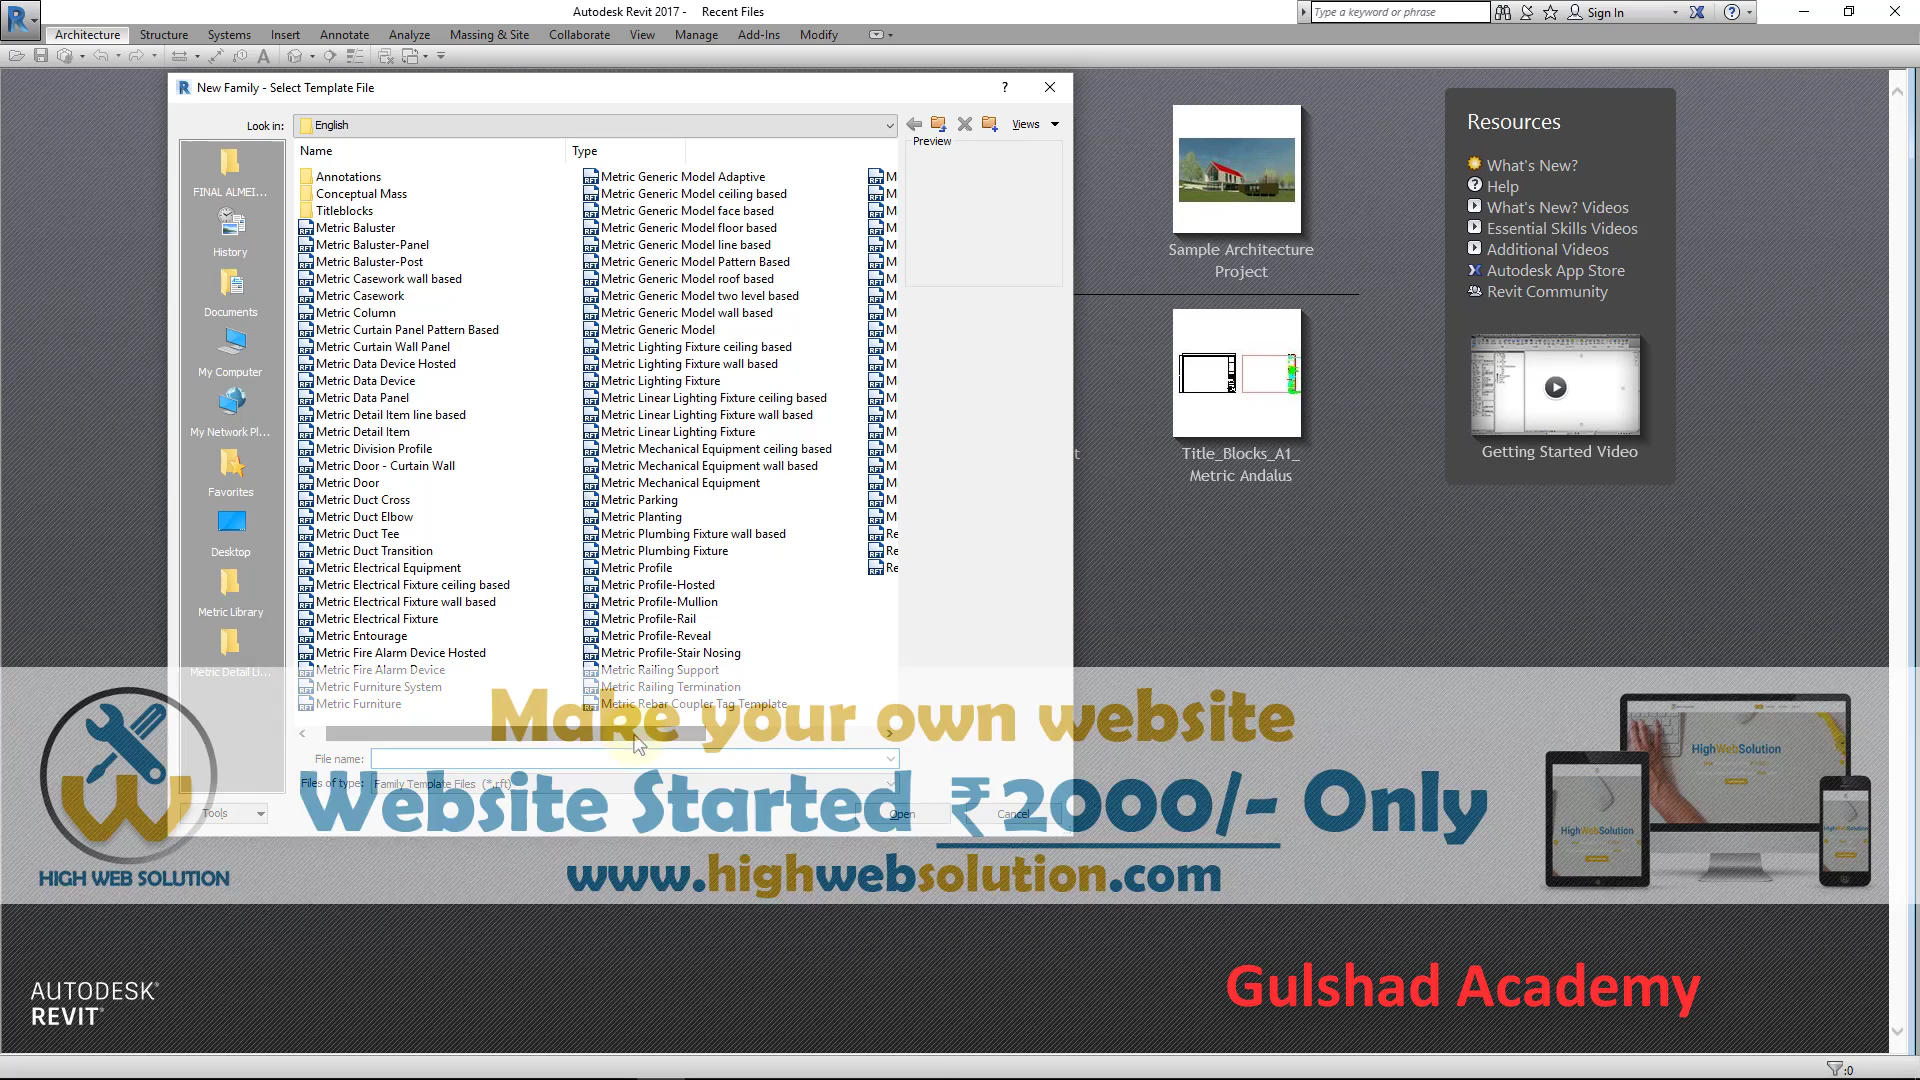 Autodesk Revit 2017 - Recent Files
Type a keyword or phrase
Sign In
Architecture Structure Systems Insert Annotate Analyze Massing & Site Collaborate View Manage Add-Ins Modify
New Family - Select Template File
Look in: English
Views
Preview
Name Type
FINAL ALMEI...
History
Documents
My Computer
My Network Pl...
Favorites
Desktop
Metric Library
Metric Detail Li...
Annotations
Conceptual Mass
Titleblocks
Metric Baluster
Metric Baluster-Panel
Metric Baluster-Post
Metric Casework wall based
Metric Casework
Metric Column
Metric Curtain Panel Pattern Based
Metric Curtain Wall Panel
Metric Data Device Hosted
Metric Data Device
Metric Data Panel
Metric Detail Item line based
Metric Detail Item
Metric Division Profile
Metric Door - Curtain Wall
Metric Door
Metric Duct Cross
Metric Duct Elbow
Metric Duct Tee
Metric Duct Transition
Metric Electrical Equipment
Metric Electrical Fixture ceiling based
Metric Electrical Fixture wall based
Metric Electrical Fixture
Metric Entourage
Metric Fire Alarm Device Hosted
Metric Fire Alarm Device
Metric Furniture System
Metric Furniture
Metric Generic Model Adaptive
Metric Generic Model ceiling based
Metric Generic Model face based
Metric Generic Model floor based
Metric Generic Model line based
Metric Generic Model Pattern Based
Metric Generic Model roof based
Metric Generic Model two level based
Metric Generic Model wall based
Metric Generic Model
Metric Lighting Fixture ceiling based
Metric Lighting Fixture wall based
Metric Lighting Fixture
Metric Linear Lighting Fixture ceiling based
Metric Linear Lighting Fixture wall based
Metric Linear Lighting Fixture
Metric Mechanical Equipment ceiling based
Metric Mechanical Equipment wall based
Metric Mechanical Equipment
Metric Parking
Metric Planting
Metric Plumbing Fixture wall based
Metric Plumbing Fixture
Metric Profile
Metric Profile-Hosted
Metric Profile-Mullion
Metric Profile-Rail
Metric Profile-Reveal
Metric Profile-Stair Nosing
Metric Railing Support
Metric Railing Termination
Metric Rebar Coupler Tag Template
File name:
Files of type: Family Template Files (*.rft)
Tools
Open
Cancel
Sample Architecture
Project
Title_Blocks_A1_
Metric Andalus
Resources
What's New?
Help
What's New? Videos
Essential Skills Videos
Additional Videos
Autodesk App Store
Revit Community
Getting Started Video
Make your own website
Website Started ₹2000/- Only
www.highwebsolution.com
HIGH WEB SOLUTION
HighWebSolution
HighWebSolution
Gulshad Academy
AUTODESK
REVIT
:0